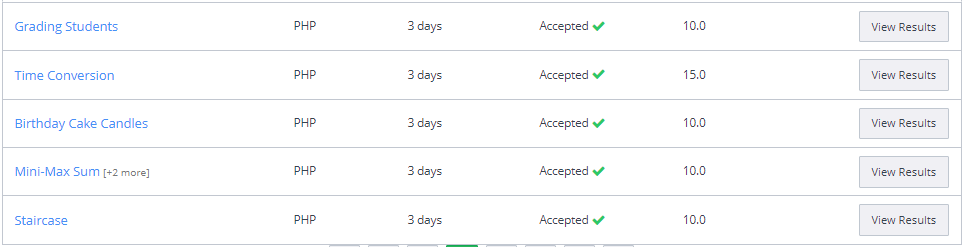 Grading Students PHP 3 days Accepted 10.0 View Results
Time Conversion PHP 3 days Accepted 15.0 View Results
Birthday Cake Candles PHP 3 days Accepted 10.0 View Results
Mini-Max Sum [+2 more] PHP 3 days Accepted 10.0 View Results
Staircase PHP 3 days Accepted 10.0 View Results